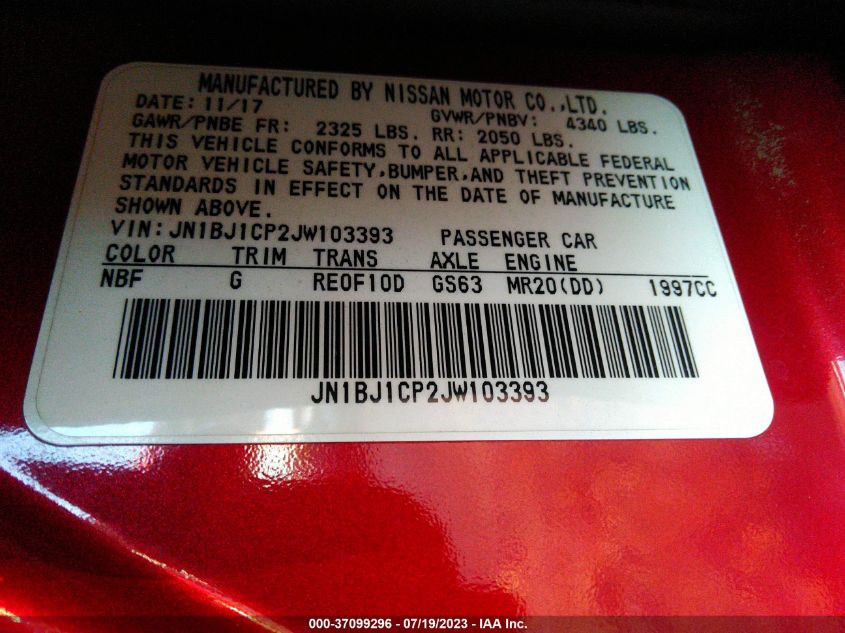 MANUFACTURED BY NISSAN MOTOR CO.,LTD.
DATE: 11/17 GVWR/PNBV: 4340 LBS.
GAWR/PNBE FR: 2325 LBS. RR: 2050 LBS.
THIS VEHICLE CONFORMS TO ALL APPLICABLE FEDERAL
MOTOR VEHICLE SAFETY,BUMPER,AND THEFT PREVENTION
STANDARDS IN EFFECT ON THE DATE OF MANUFACTURE
SHOWN ABOVE.
VIN:JN1BJ1CP2JW103393 PASSENGER CAR
COLOR TRIM TRANS AXLE ENGINE
NBF G RE0F10D GS63 MR20(DD) 1997CC
JN1BJ1CP2JW103393
000-37099296 - 07/19/2023 - IAA Inc.